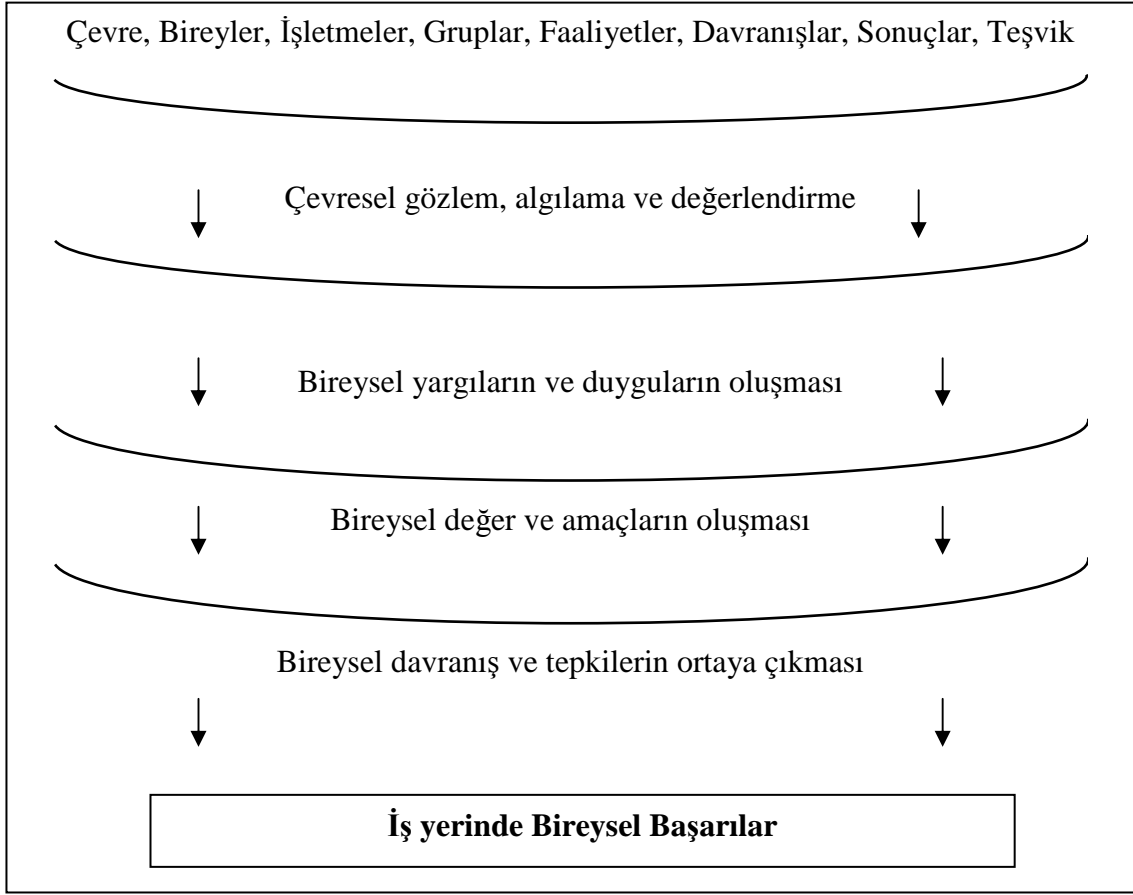 Çevre, Bireyler, İşletmeler, Gruplar, Faaliyetler, Davranışlar, Sonuçlar, Teşvik
Çevresel gözlem, algılama ve değerlendirme
Bireysel yargıların ve duyguların oluşması
Bireysel değer ve amaçların oluşması
Bireysel davranış ve tepkilerin ortaya çıkması
İş yerinde Bireysel Başarılar